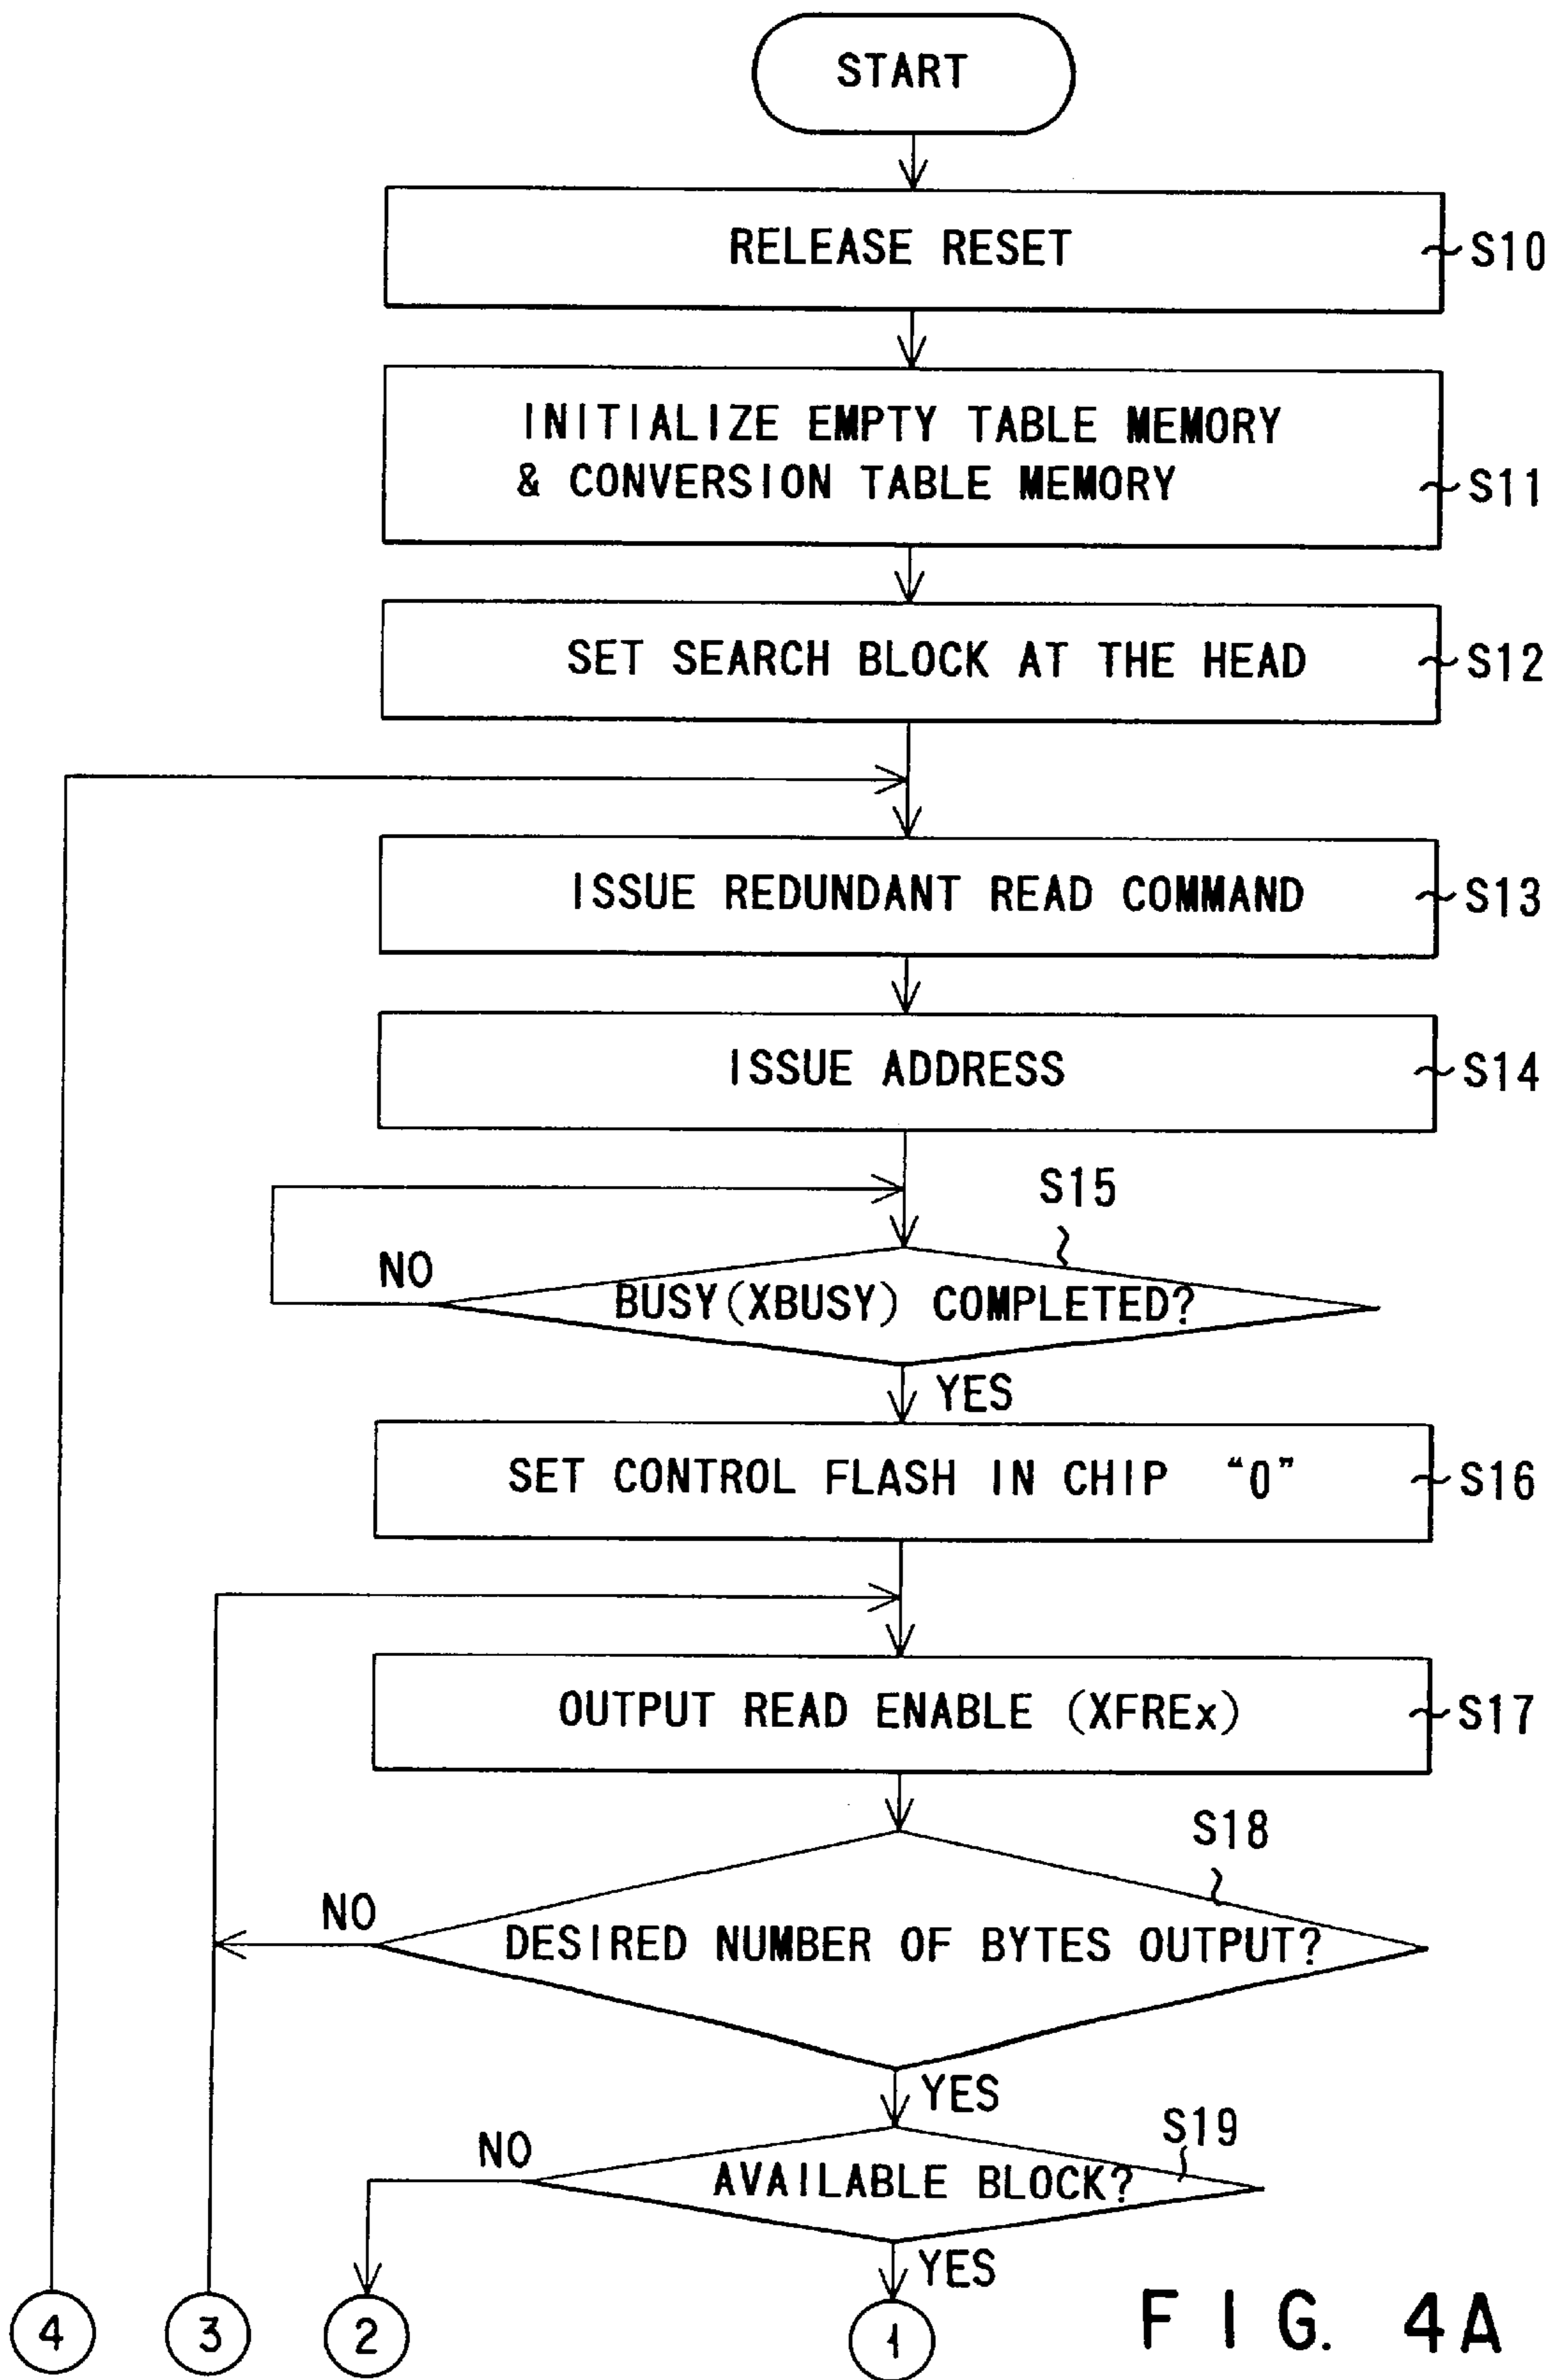 START
RELEASE RESET
S10
INITIALIZE EMPTY TABLE MEMORY
& CONVERSION TABLE MEMORY
S11
SET SEARCH BLOCK AT THE HEAD
S12
ISSUE REDUNDANT READ COMMAND
S13
ISSUE ADDRESS
S14
S15
NO
BUSY(XBUSY) COMPLETED?
YES
SET CONTROL FLASH IN CHIP “0”
S16
OUTPUT READ ENABLE (XFREx)
S17
S18
NO
DESIRED NUMBER OF BYTES OUTPUT?
YES
S19
NO
AVAILABLE BLOCK?
YES
4
3
2
1
FIG. 4A